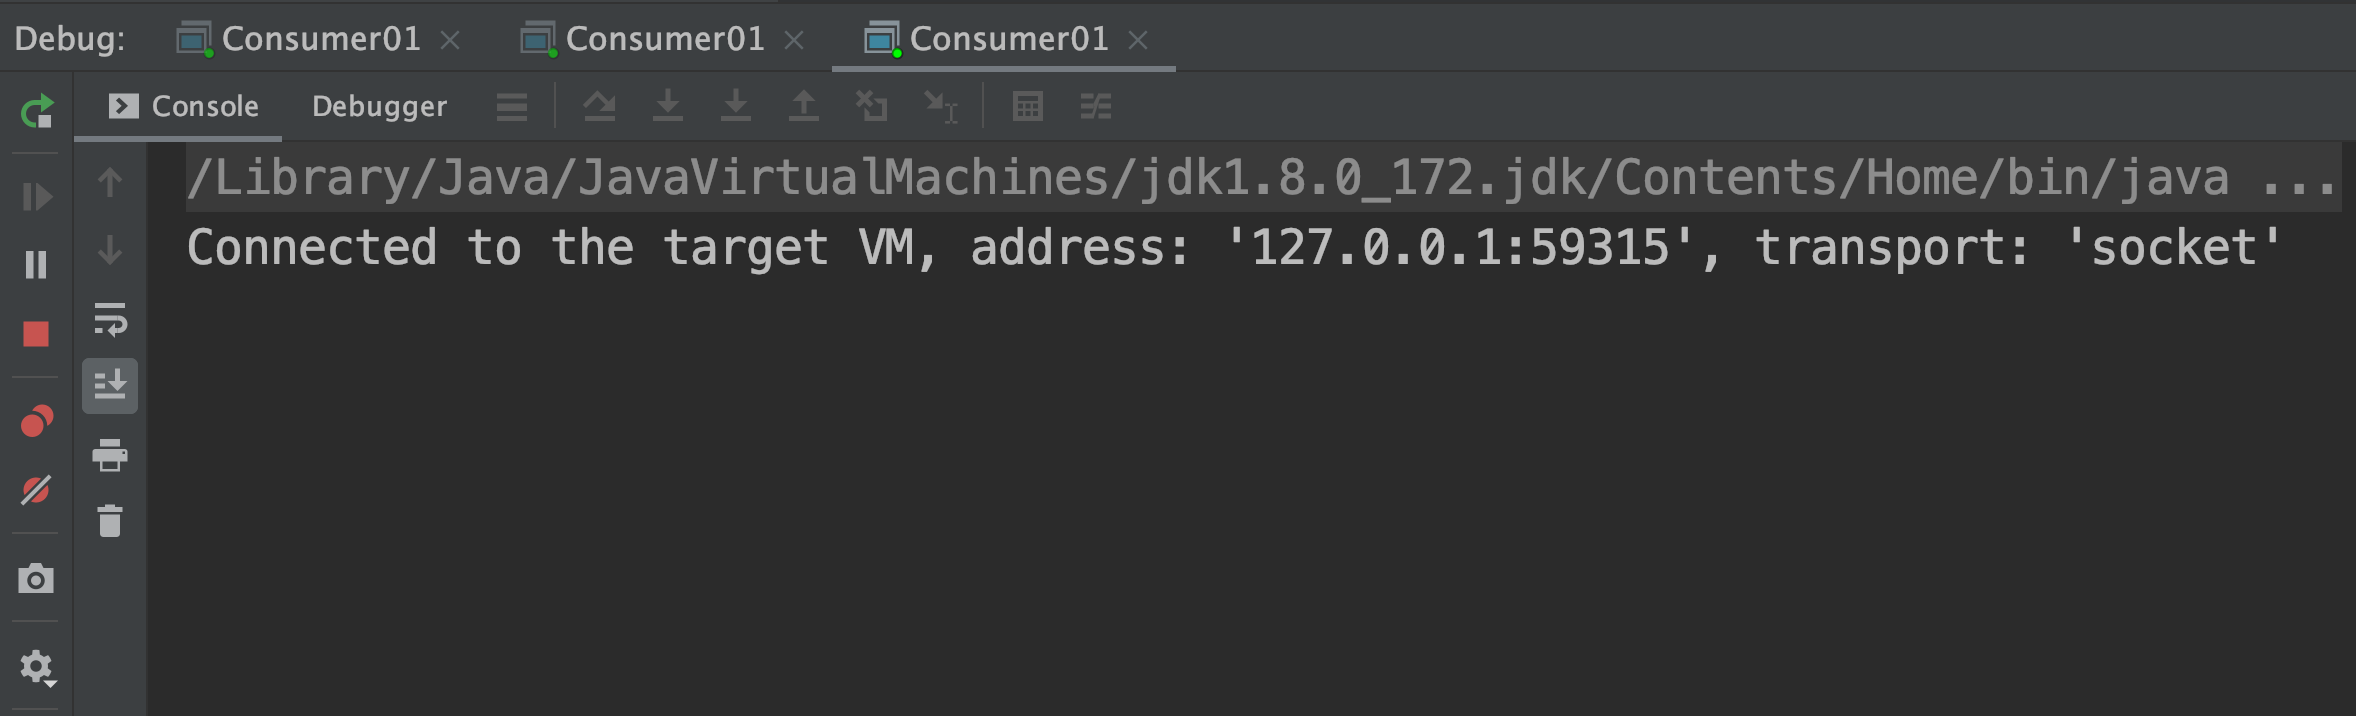 Debug: Consumer01 Consumer01 Consumer01
Console Debugger
/Library/Java/JavaVirtualMachines/jdk1.8.0_172.jdk/Contents/Home/bin/java ...
Connected to the target VM, address: '127.0.0.1:59315', transport: 'socket'